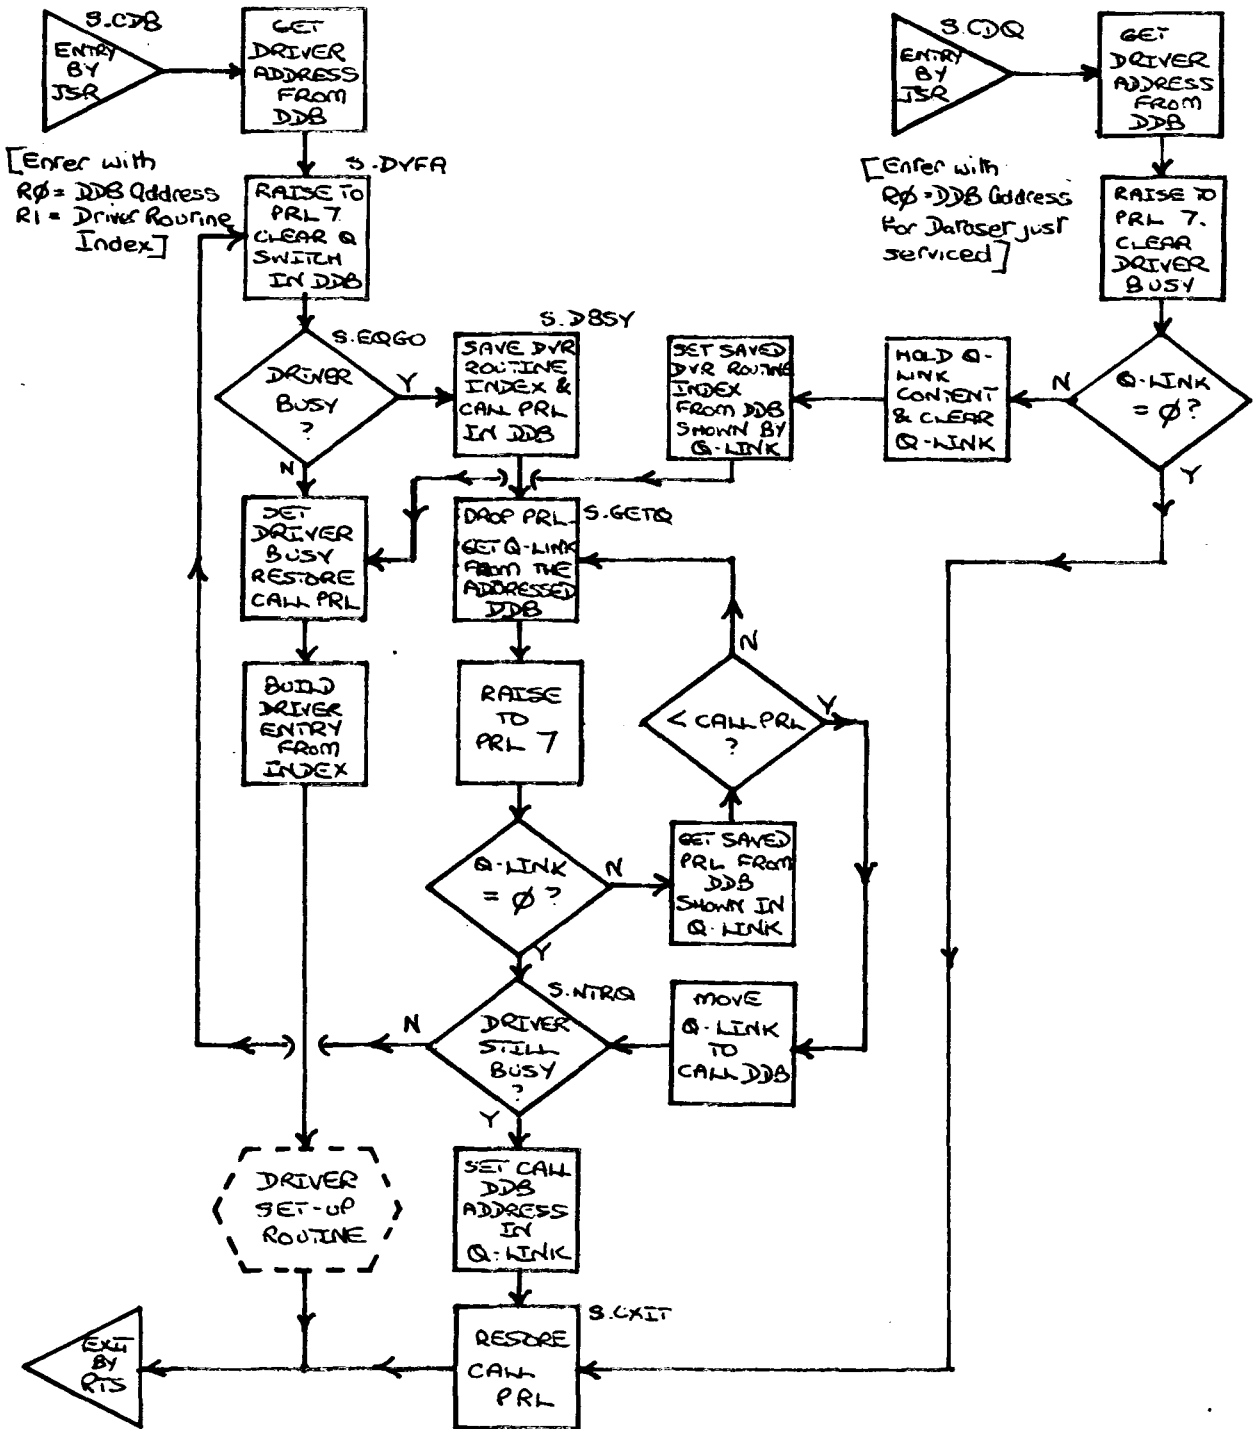 S.CDB
ENTRY
BY
JSR
GET
DRIVER
ADDRESS
FROM
DDB
[Enter with
RØ = DDB Address
R1 = Driver Routine
Index]
S.DYFA
RAISE TO
PRL 7.
CLEAR Q
SWITCH
IN DDB
S.EQGO
DRIVER
BUSY
?
Y
N
S.DBSY
SAVE DVR
ROUTINE
INDEX &
CALL PRL
IN DDB
SET SAVED
DVR ROUTINE
INDEX
FROM DDB
SHOWN BY
Q-LINK
HOLD Q-
LINK
CONTENT
& CLEAR
Q-LINK
S.CDQ
ENTRY
BY
JSR
GET
DRIVER
ADDRESS
FROM
DDB
[Enter with
RØ = DDB Address
for Dataset just
serviced]
RAISE TO
PRL 7.
CLEAR
DRIVER
BUSY
N
Q-LINK
= Ø?
Y
SET
DRIVER
BUSY
RESTORE
CALL PRL
S.GETQ
DROP PRL.
GET Q-LINK
FROM THE
ADDRESSED
DDB
BUILD
DRIVER
ENTRY
FROM
INDEX
RAISE
TO
PRL 7
N
< CALL PRL
?
Y
Q-LINK
= Ø?
N
Y
GET SAVED
PRL FROM
DDB
SHOWN IN
Q-LINK
S.NTRQ
N
DRIVER
STILL
BUSY
?
Y
MOVE
Q-LINK
TO
CALL DDB
DRIVER
SET-UP
ROUTINE
SET CALL
DDB
ADDRESS
IN
Q-LINK
S.CXIT
RESTORE
CALL
PRL
EXIT
BY
RTS